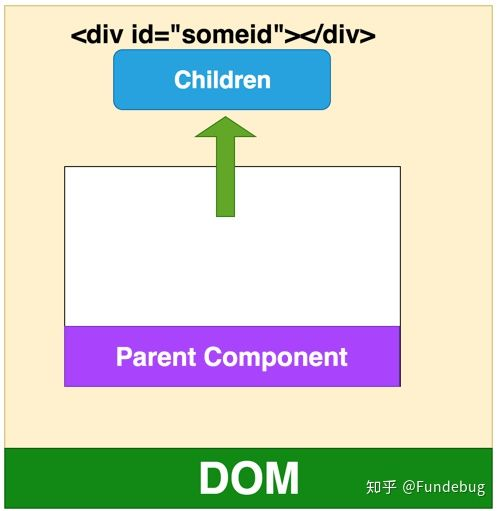 <div id="someid"></div>
Children
Parent Component
DOM
知乎 @Fundebug